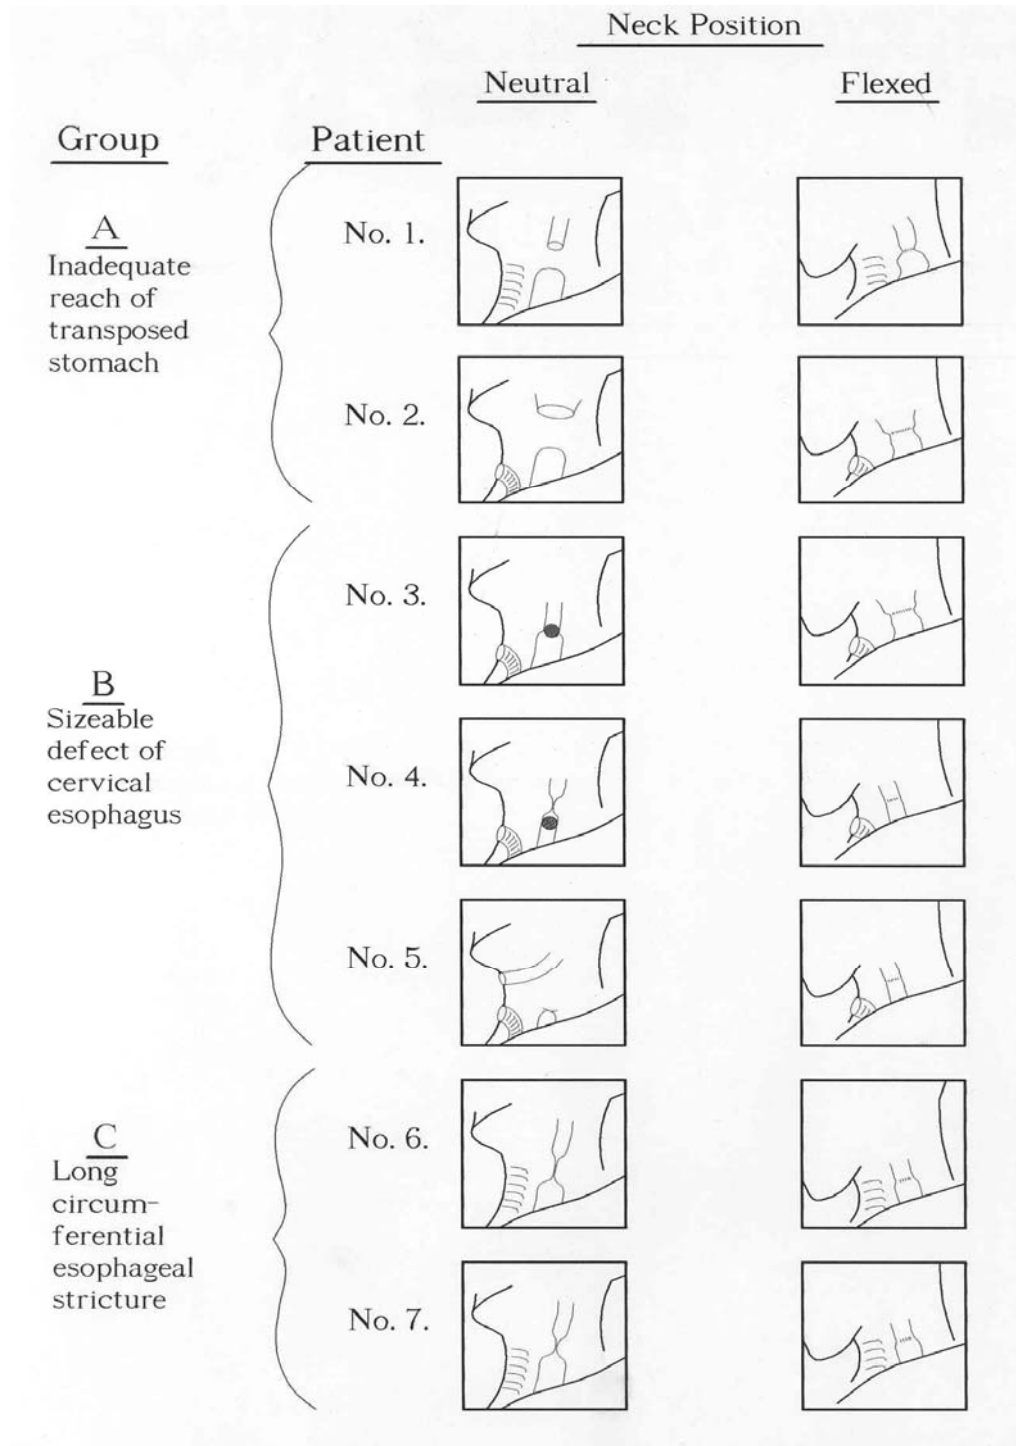 Neck Position
Neutral
Flexed
Group
Patient
A
Inadequate
reach of
transposed
stomach
No. 1.
No. 2.
B
Sizeable
defect of
cervical
esophagus
No. 3.
No. 4.
No. 5.
C
Long
circum-
ferential
esophageal
stricture
No. 6.
No. 7.